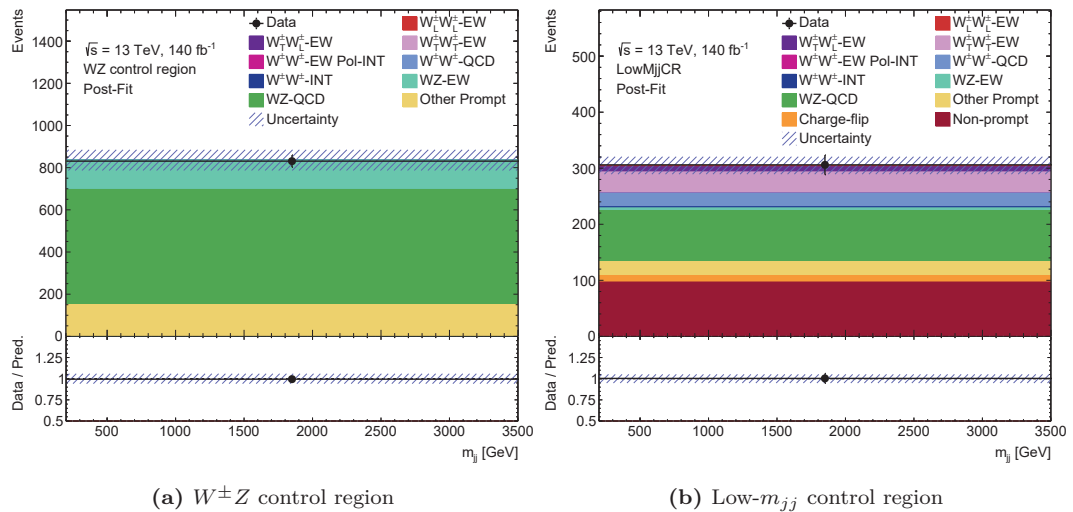 Events
1400
1200
1000
800
600
400
200
0
√s = 13 TeV, 140 fb⁻¹
WZ control region
Post-Fit
Data
W±TW±L-EW
W±W±-EW Pol-INT
W±W±-INT
WZ-QCD
Uncertainty
W±LW±L-EW
W±TW±T-EW
W±W±-QCD
WZ-EW
Other Prompt
Data / Pred.
1.25
1
0.75
0.5
500 1000 1500 2000 2500 3000 3500
mjj [GeV]
(a) W±Z control region
Events
500
400
300
200
100
0
√s = 13 TeV, 140 fb⁻¹
LowMjjCR
Post-Fit
Data
W±TW±L-EW
W±W±-EW Pol-INT
W±W±-INT
WZ-QCD
Charge-flip
Uncertainty
W±LW±L-EW
W±TW±T-EW
W±W±-QCD
WZ-EW
Other Prompt
Non-prompt
Data / Pred.
1.25
1
0.75
0.5
500 1000 1500 2000 2500 3000 3500
mjj [GeV]
(b) Low-mjj control region